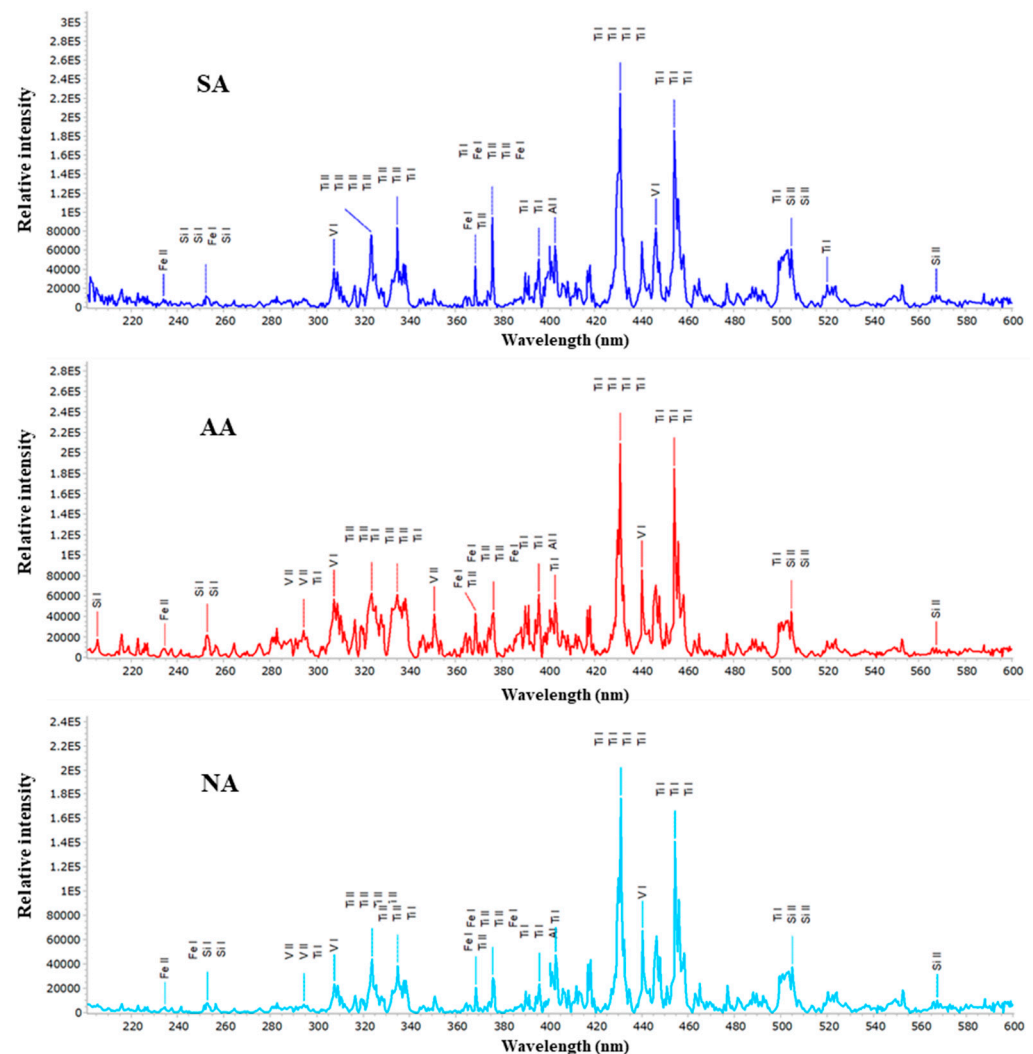 SA
Relative intensity
3E5
2.8E5
2.6E5
2.4E5
2.2E5
2E5
1.8E5
1.6E5
1.4E5
1.2E5
1E5
80000
60000
40000
20000
0
Fe II
Si I
Si I
Fe I
Si I
V I
Ti II
Ti II
Ti II
Ti II
Ti II
Ti II
Ti I
Ti I
Fe I
Ti II
Ti II
Fe I
Fe I
Ti II
Ti I
Ti I
Al I
Ti I Ti I Ti I Ti I
V I
Ti I Ti I Ti I
Ti I
Si II
Si II
Ti I
Si II
220 240 260 280 300 320 340 360 380 400 420 440 460 480 500 520 540 560 580 600
Wavelength (nm)
AA
Relative intensity
2.8E5
2.6E5
2.4E5
2.2E5
2E5
1.8E5
1.6E5
1.4E5
1.2E5
1E5
80000
60000
40000
20000
0
Si I
Fe II
Si I
Si I
V II
V II
Ti I
V I
Ti II
Ti II
Ti I
Ti II
Ti II
Ti I
V II
Fe I
Ti II
Fe I
Ti II
Ti II
Fe I
Ti I
Ti I
Ti I
Al I
Ti I Ti I Ti I Ti I
V I
Ti I Ti I Ti I
Ti I
Si II
Si II
Si II
220 240 260 280 300 320 340 360 380 400 420 440 460 480 500 520 540 560 580 600
Wavelength (nm)
NA
Relative intensity
2.4E5
2.2E5
2E5
1.8E5
1.6E5
1.4E5
1.2E5
1E5
80000
60000
40000
20000
0
Fe II
Fe I
Si I
Si I
V II
V II
Ti I
V I
Ti II
Ti II
Ti II
Ti II
Ti II
Ti II
Ti I
Fe I
Fe I
Ti II
Ti II
Ti II
Fe I
Ti I
Ti I
Al I
Ti I
Ti I Ti I Ti I Ti I
V I
Ti I Ti I Ti I
Ti I
Si II
Si II
Si II
220 240 260 280 300 320 340 360 380 400 420 440 460 480 500 520 540 560 580 600
Wavelength (nm)